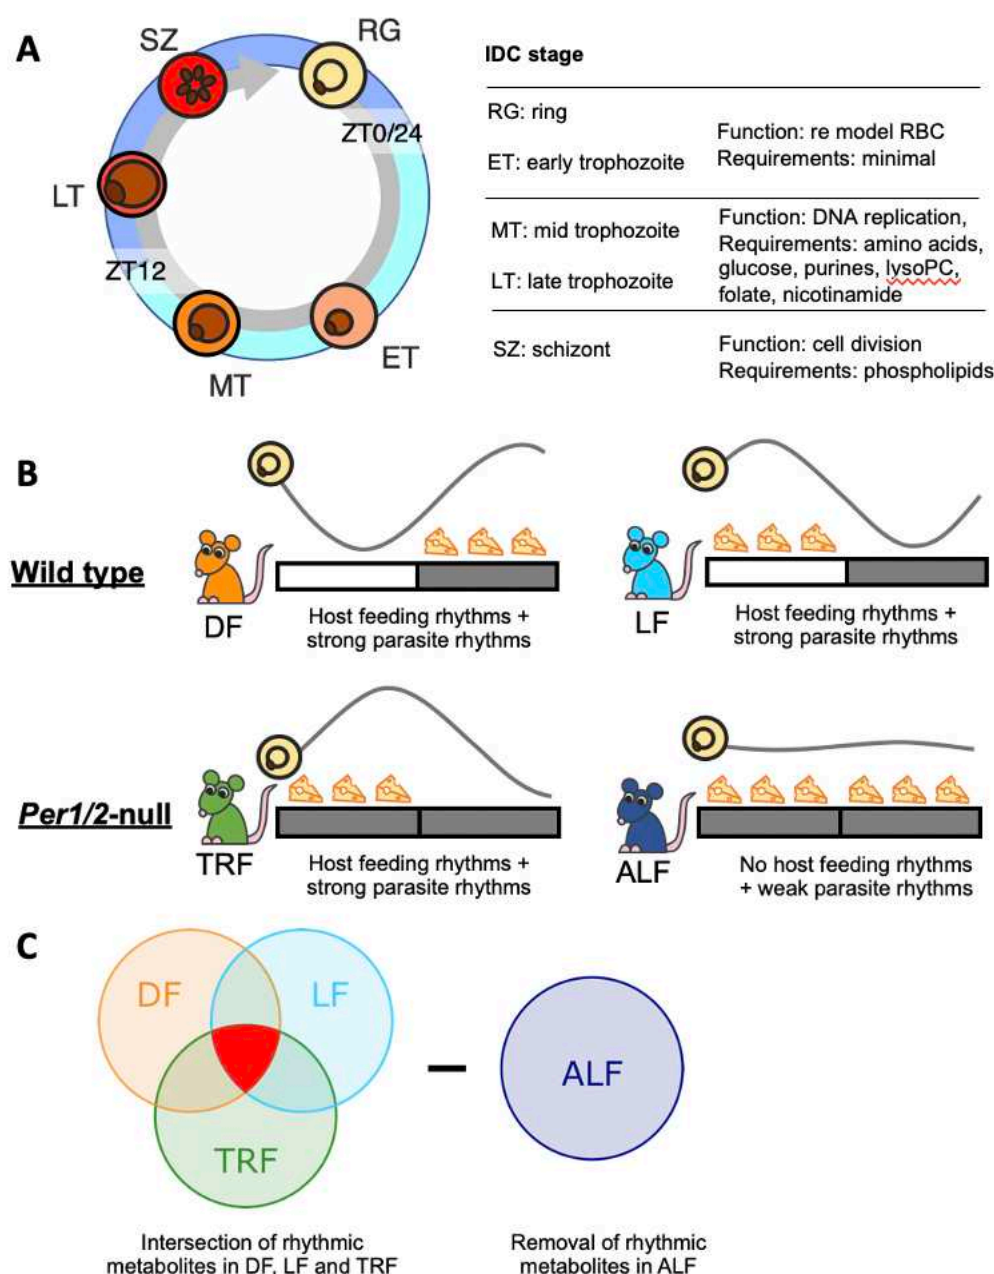 A
SZ
RG
ZT0/24
LT
ZT12
MT
ET
IDC stage
RG: ring
ET: early trophozoite
Function: re model RBC
Requirements: minimal
MT: mid trophozoite
LT: late trophozoite
Function: DNA replication,
Requirements: amino acids,
glucose, purines, lysoPC,
folate, nicotinamide
SZ: schizont
Function: cell division
Requirements: phospholipids
B
Wild type
DF
Host feeding rhythms +
strong parasite rhythms
LF
Host feeding rhythms +
strong parasite rhythms
Per1/2-null
TRF
Host feeding rhythms +
strong parasite rhythms
ALF
No host feeding rhythms
+ weak parasite rhythms
C
DF
LF
TRF
ALF
Intersection of rhythmic
metabolites in DF, LF and TRF
Removal of rhythmic
metabolites in ALF